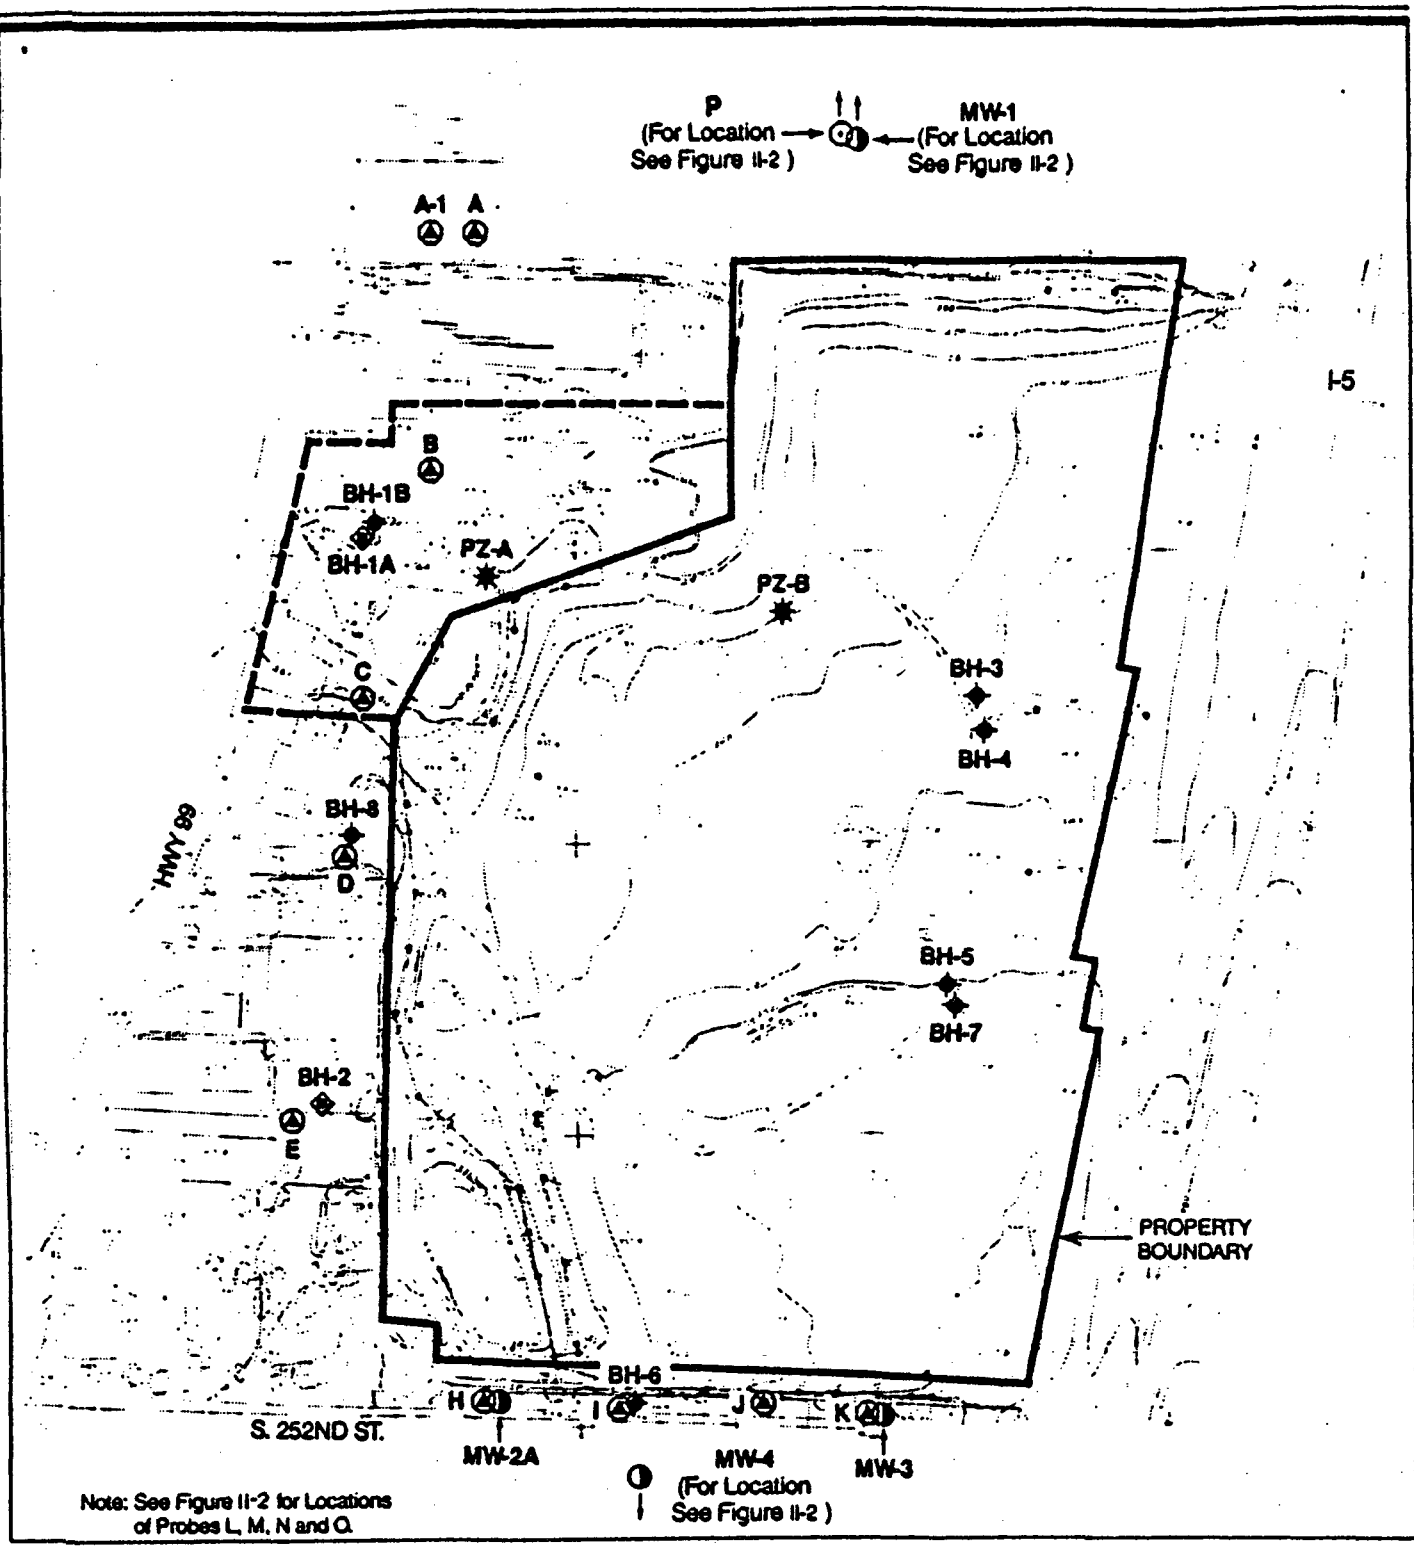 P
(For Location
See Figure II-2 )
MW-1
(For Location
See Figure II-2 )
A-1 A
I-5
B
BH-1B
BH-1A
PZ-A
PZ-B
C
BH-3
BH-4
HWY 99
BH-8
D
BH-5
BH-7
BH-2
E
PROPERTY
BOUNDARY
BH-6
H
I
J
K
S. 252ND ST.
MW-2A
MW-4
(For Location
See Figure II-2 )
MW-3
Note: See Figure II-2 for Locations
of Probes L, M, N and O.